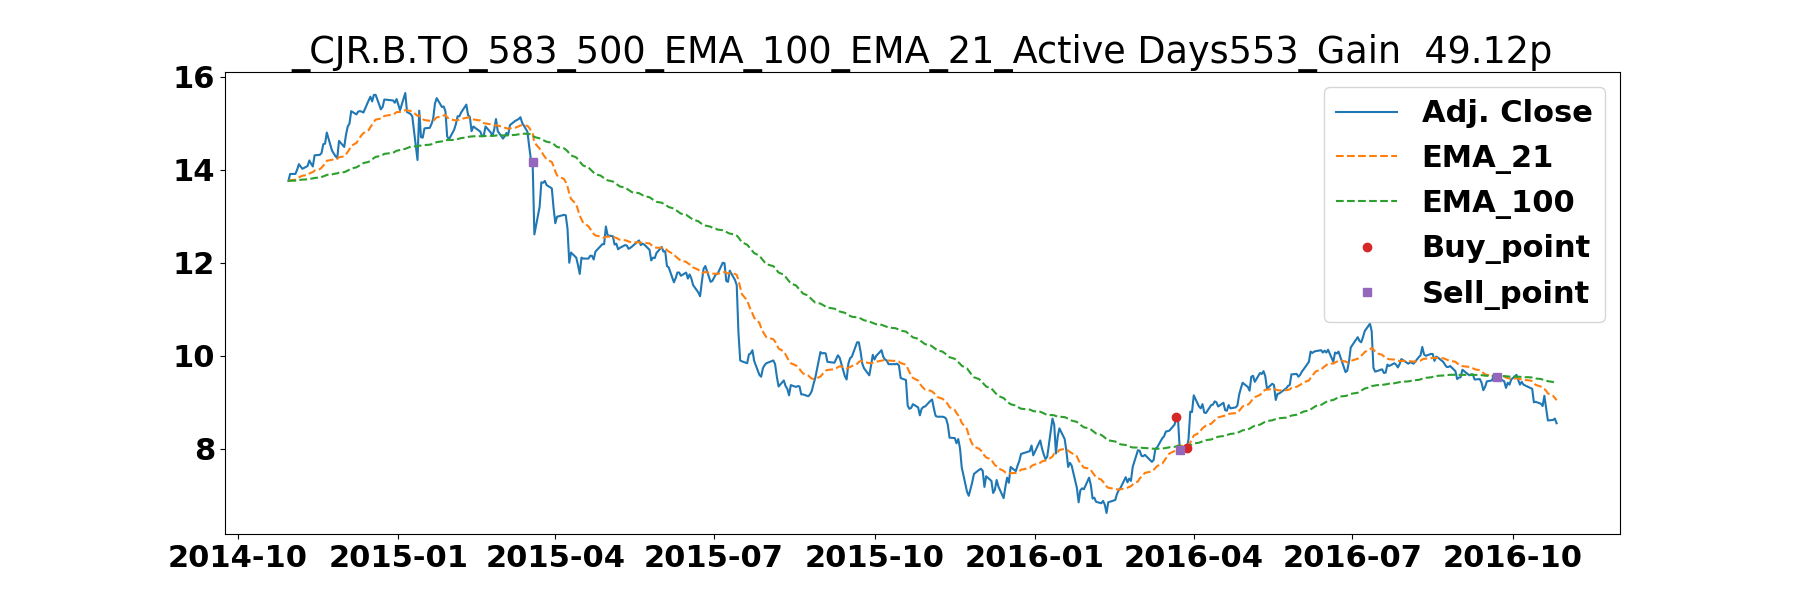 _CJR.B.TO_583_500_EMA_100_EMA_21_Active Days553_Gain  49.12p
16
14
12
10
8
Adj. Close
EMA_21
EMA_100
Buy_point
Sell_point
2014-10 2015-01 2015-04 2015-07 2015-10 2016-01 2016-04 2016-07 2016-10